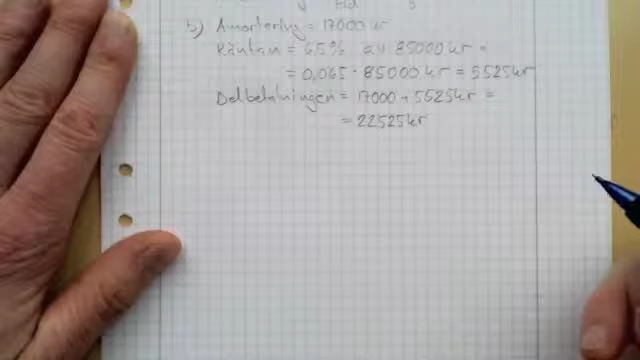 b) Amortering = 17000 kr
Räntan = 6,5% av 85000 kr =
= 0,065 · 85000 kr = 5525 kr
Delbetalningen = 17000 + 5525 kr =
= 22525 kr